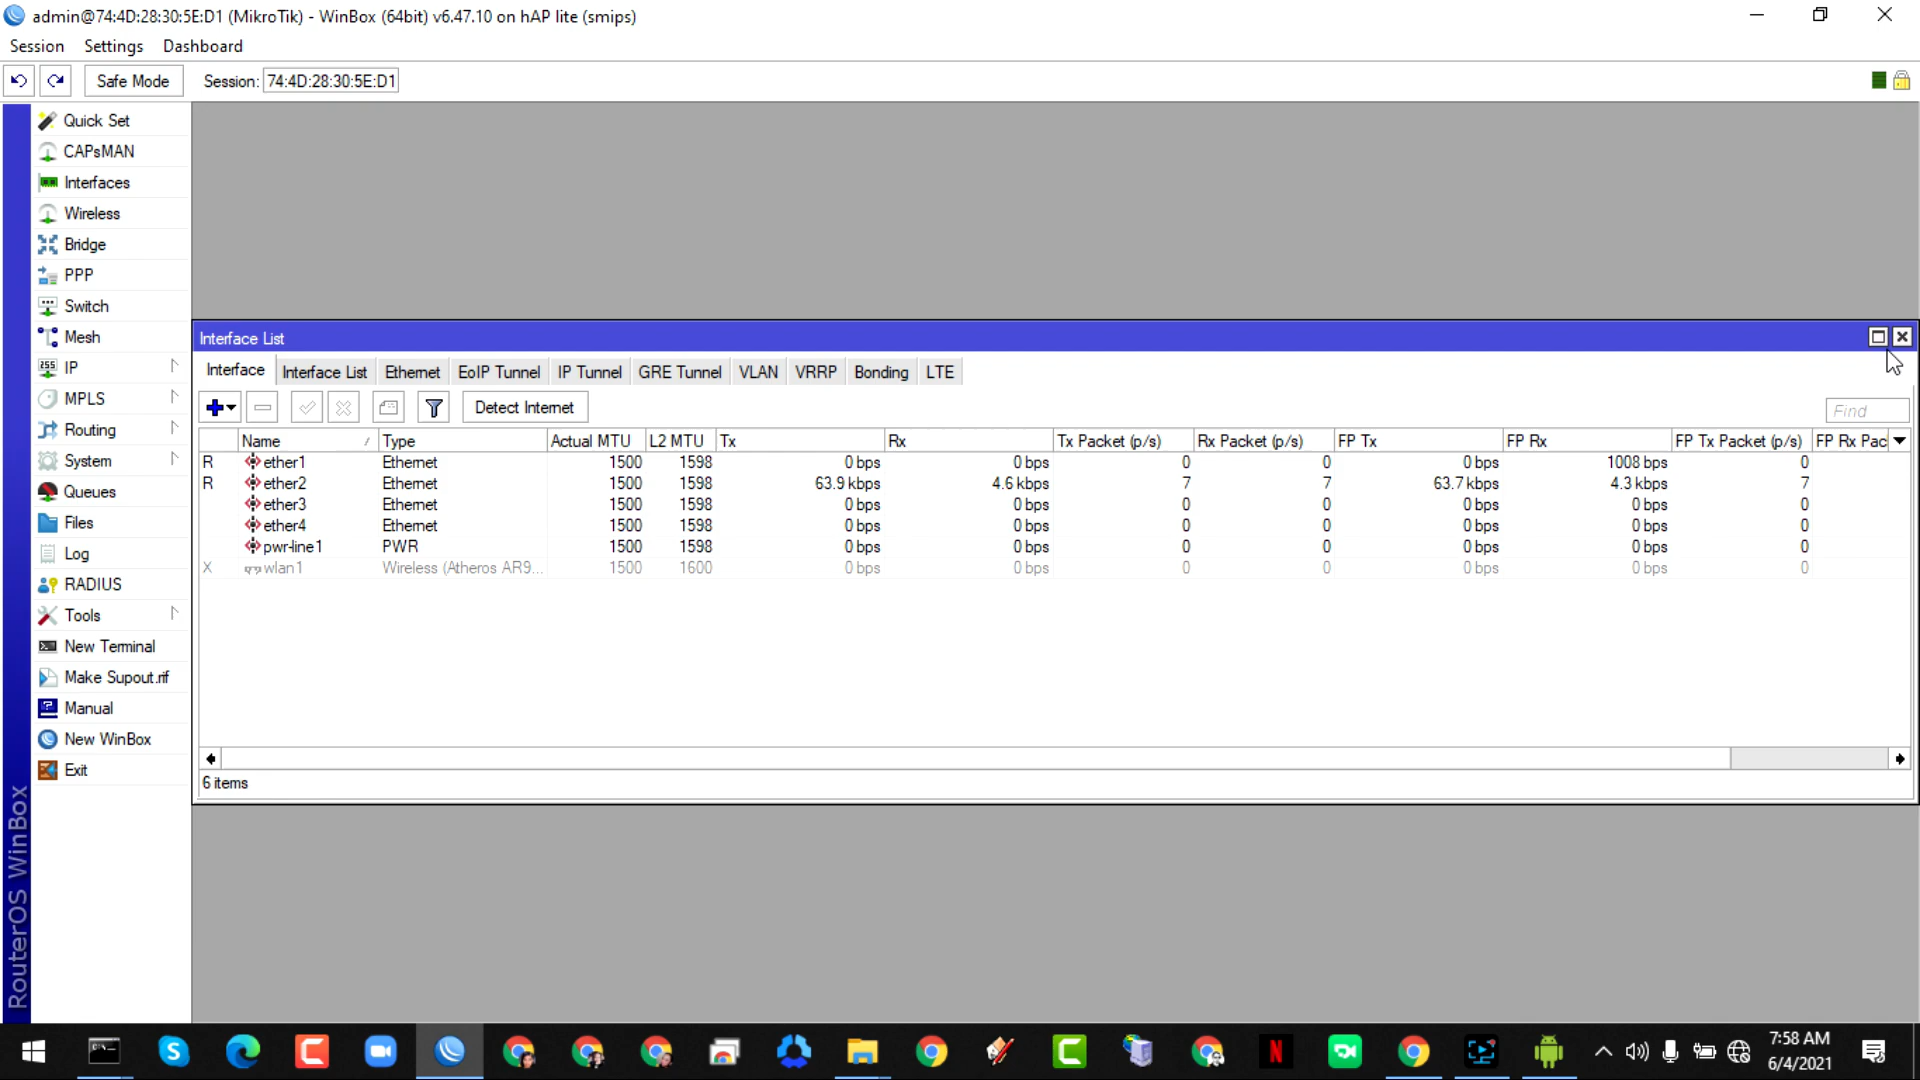 admin@74:4D:28:30:5E:D1 (MikroTik) - WinBox (64bit) v6.47.10 on hAP lite (smips)
Session Settings Dashboard
Safe Mode Session: 74:4D:28:30:5E:D1
Quick Set
CAPsMAN
Interfaces
Wireless
Bridge
PPP
Switch
Mesh
IP
MPLS
Routing
System
Queues
Files
Log
RADIUS
Tools
New Terminal
Make Supout.rif
Manual
New WinBox
Exit
RouterOS WinBox
Interface List
Interface Interface List Ethernet EoIP Tunnel IP Tunnel GRE Tunnel VLAN VRRP Bonding LTE
Detect Internet Find
Name Type Actual MTU L2 MTU Tx Rx Tx Packet (p/s) Rx Packet (p/s) FP Tx FP Rx FP Tx Packet (p/s) FP Rx Pac
R ether1 Ethernet 1500 1598 0 bps 0 bps 0 0 0 bps 1008 bps 0
R ether2 Ethernet 1500 1598 63.9 kbps 4.6 kbps 7 7 63.7 kbps 4.3 kbps 7
ether3 Ethernet 1500 1598 0 bps 0 bps 0 0 0 bps 0 bps 0
ether4 Ethernet 1500 1598 0 bps 0 bps 0 0 0 bps 0 bps 0
pwr-line1 PWR 1500 1598 0 bps 0 bps 0 0 0 bps 0 bps 0
X wlan1 Wireless (Atheros AR9... 1500 1600 0 bps 0 bps 0 0 0 bps 0 bps 0
6 items
7:58 AM
6/4/2021